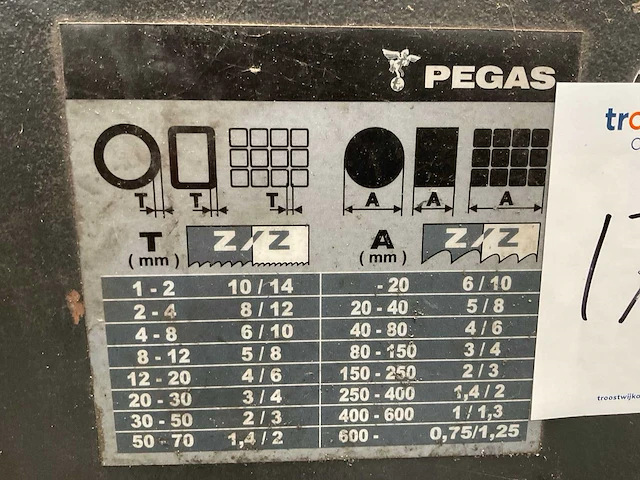 PEGAS
T T T A A A
T (mm) Z/Z A (mm) Z/Z
1 - 2 10/14 - 20 6/10
2 - 4 8/12 20 - 40 5/8
4 - 8 6/10 40 - 80 4/6
8 - 12 5/8 80 - 150 3/4
12 - 20 4/6 150 - 250 2/3
20 - 30 3/4 250 - 400 1,4/2
30 - 50 2/3 400 - 600 1/1,3
50 - 70 1,4/2 600 - 0,75/1,25